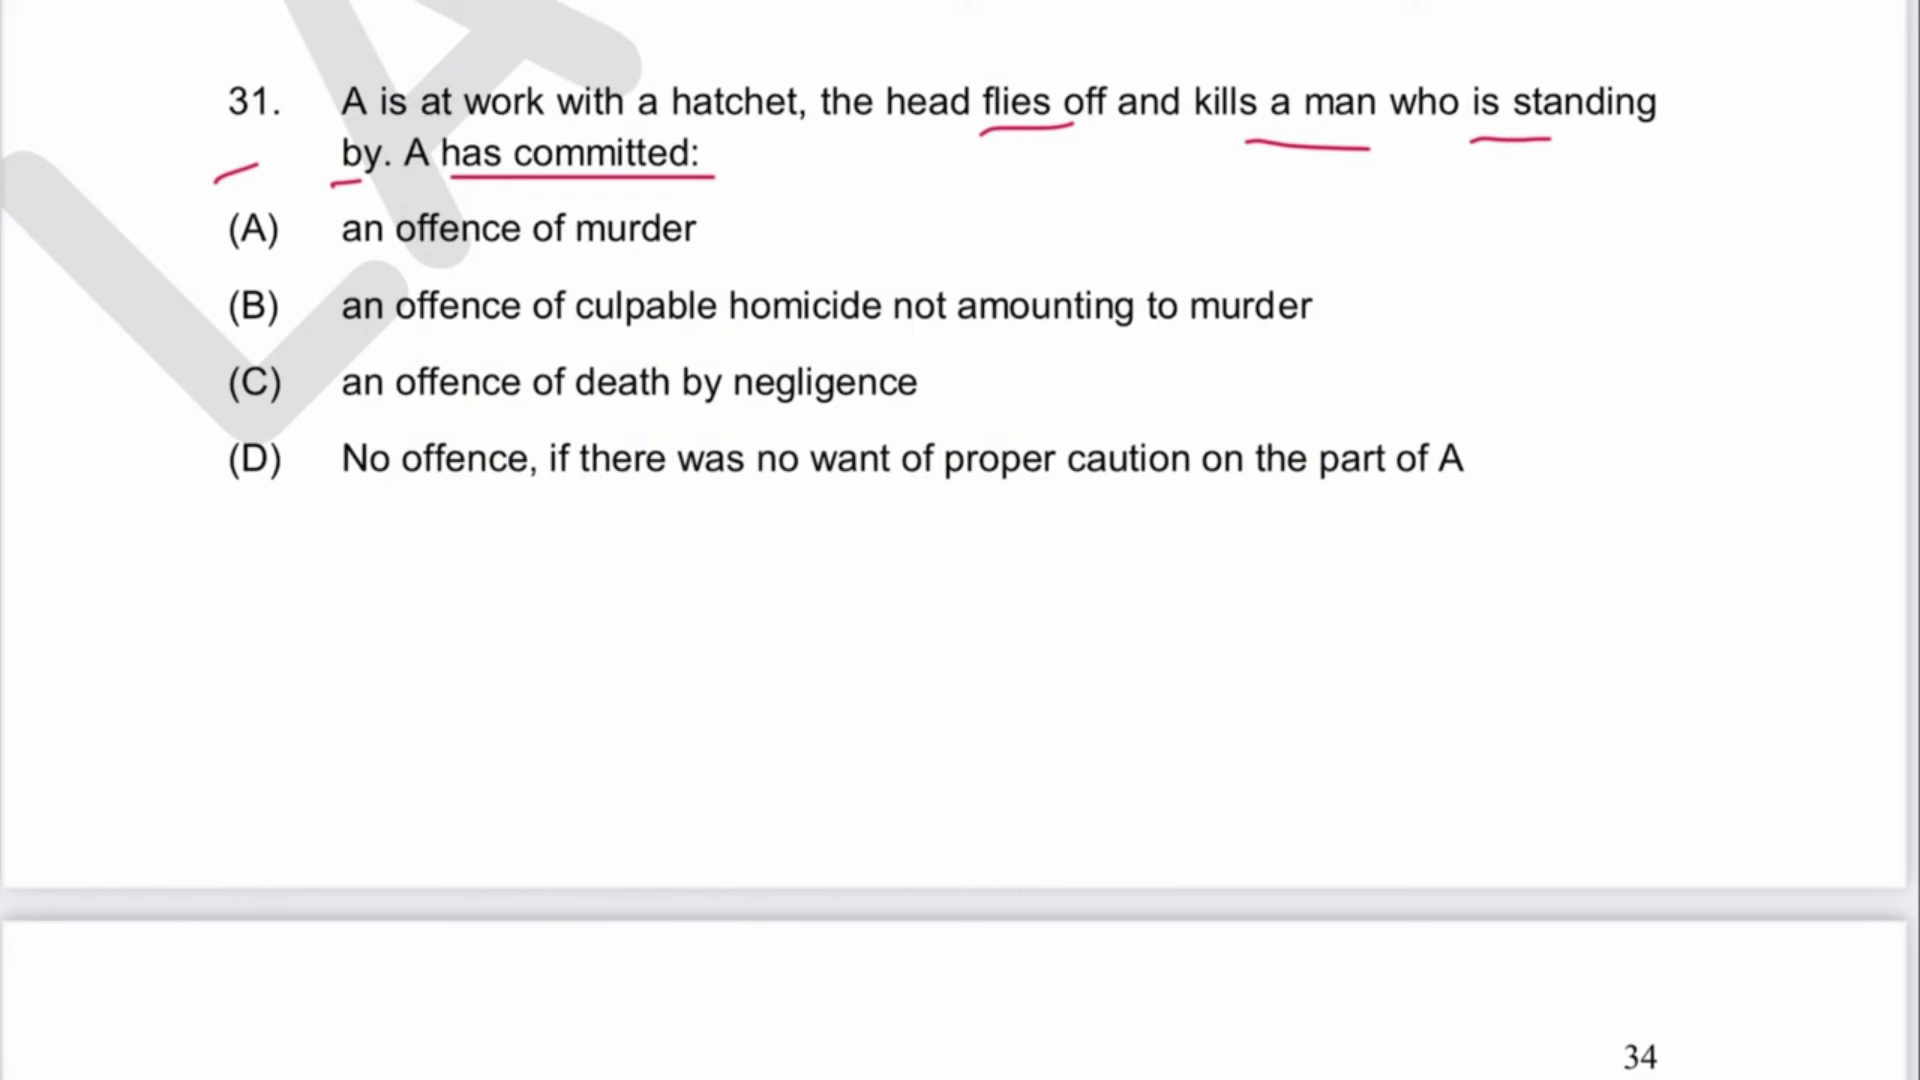 31. A is at work with a hatchet, the head flies off and kills a man who is standing
by. A has committed:
(A) an offence of murder
(B) an offence of culpable homicide not amounting to murder
(C) an offence of death by negligence
(D) No offence, if there was no want of proper caution on the part of A
34